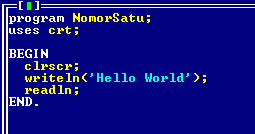 program NomorSatu;
uses crt;
BEGIN
clrscr;
writeln('Hello World');
readln;
END.